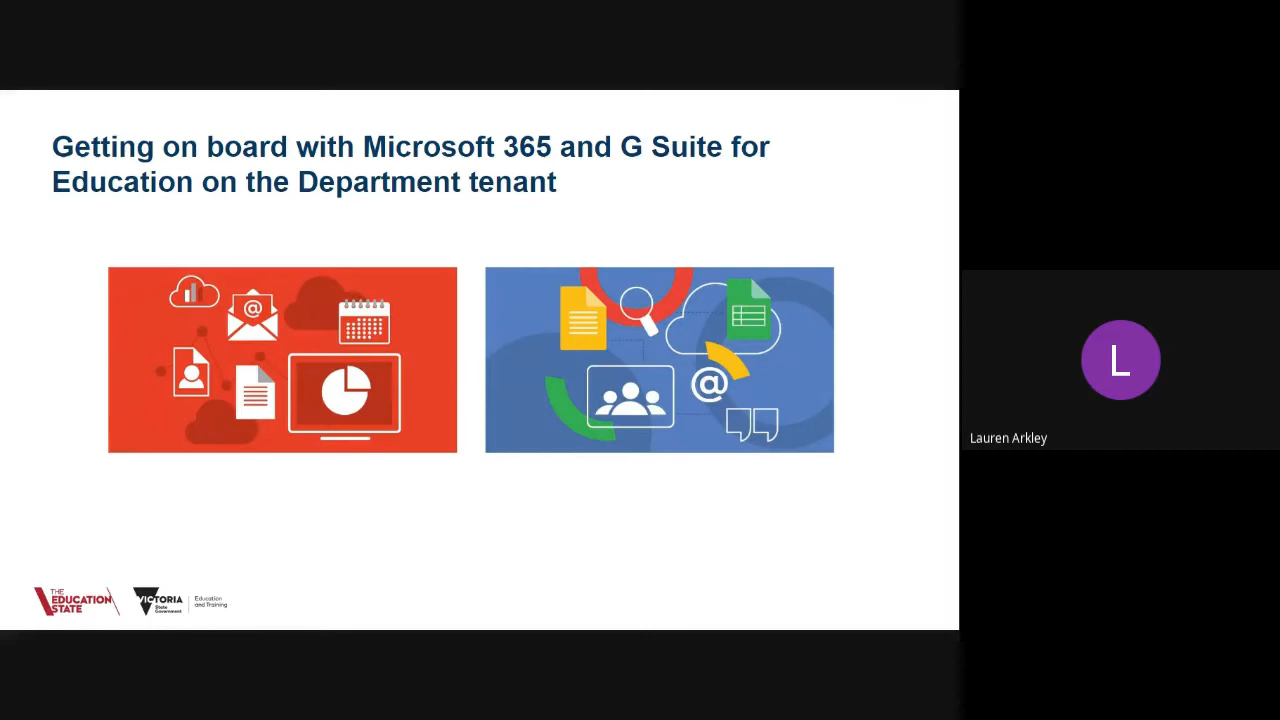 Getting on board with Microsoft 365 and G Suite for
Education on the Department tenant
@
@
THE
EDUCATION
STATE
VICTORIA
State
Government
Education
and Training
L
Lauren Arkley